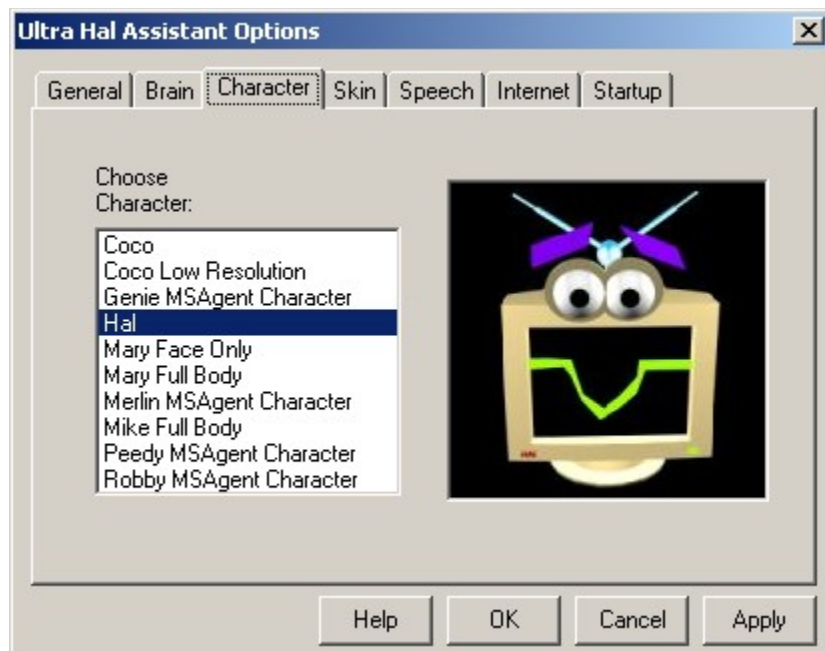 Ultra Hal Assistant Options
General Brain Character Skin Speech Internet Startup
Choose
Character:
Coco
Coco Low Resolution
Genie MSAgent Character
Hal
Mary Face Only
Mary Full Body
Merlin MSAgent Character
Mike Full Body
Peedy MSAgent Character
Robby MSAgent Character
HAL
Help OK Cancel Apply